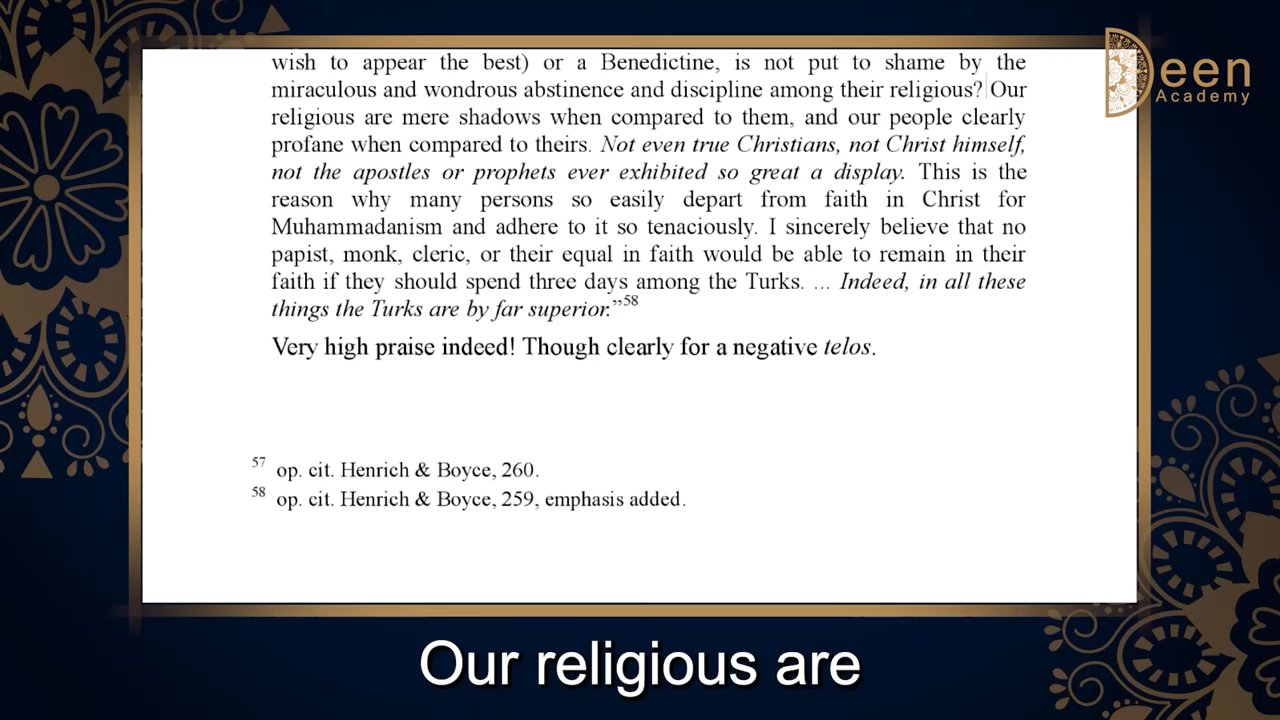 wish to appear the best) or a Benedictine, is not put to shame by the
miraculous and wondrous abstinence and discipline among their religious? Our
religious are mere shadows when compared to them, and our people clearly
profane when compared to theirs. Not even true Christians, not Christ himself,
not the apostles or prophets ever exhibited so great a display. This is the
reason why many persons so easily depart from faith in Christ for
Muhammadanism and adhere to it so tenaciously. I sincerely believe that no
papist, monk, cleric, or their equal in faith would be able to remain in their
faith if they should spend three days among the Turks. ... Indeed, in all these
things the Turks are by far superior.”58
Very high praise indeed! Though clearly for a negative telos.
57 op. cit. Henrich & Boyce, 260.
58 op. cit. Henrich & Boyce, 259, emphasis added.
Deen
Academy
Our religious are